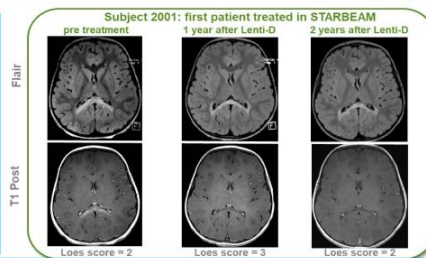 Subject 2001: first patient treated in STARBEAM
pre treatment
1 year after Lenti-D
2 years after Lenti-D
Flair
T1 Post
Loes score = 2
Loes score = 3
Loes score = 2